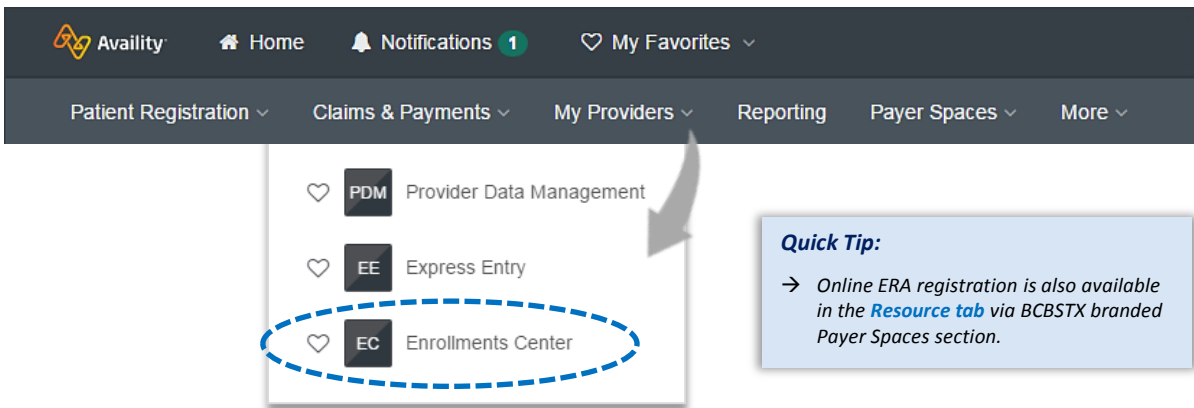 Availity Home Notifications 1 My Favorites
Patient Registration Claims & Payments My Providers Reporting Payer Spaces More
PDM Provider Data Management
EE Express Entry
EC Enrollments Center
Quick Tip:
→ Online ERA registration is also available
in the Resource tab via BCBSTX branded
Payer Spaces section.